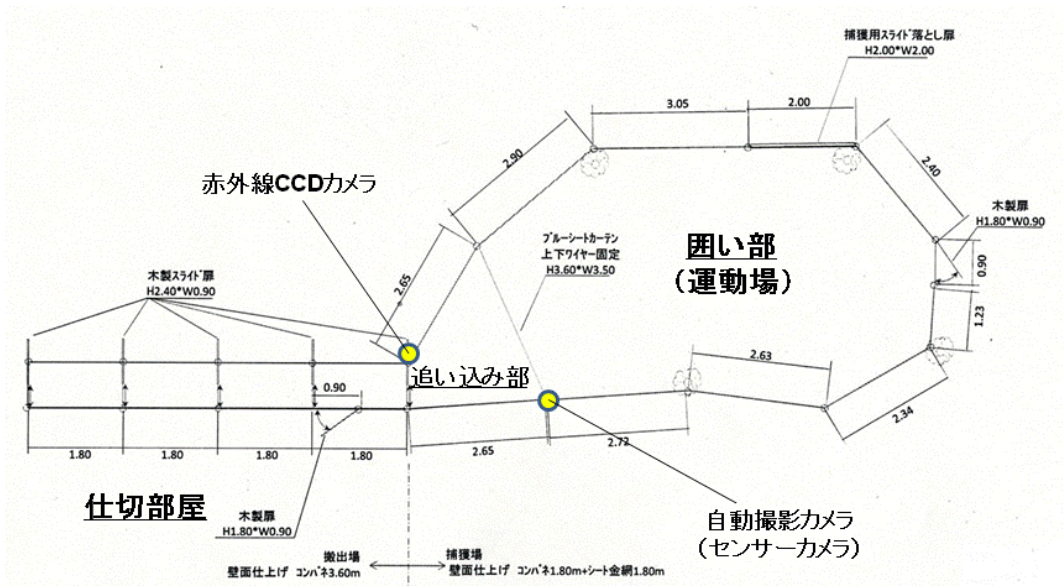 捕獲用スライド落とし扉
H2.00*W2.00
3.05
2.00
2.90
2.40
赤外線CCDカメラ
木製扉
H1.80*W0.90
ブルーシートカーテン
上下ワイヤー固定
H3.60*W3.50
囲い部
（運動場）
0.90
木製スライド扉
H2.40*W0.90
2.65
1.23
追い込み部
2.63
0.90
2.34
1.80
1.80
1.80
1.80
2.65
2.72
仕切部屋
木製扉
H1.80*W0.90
自動撮影カメラ
（センサーカメラ）
搬出場
捕獲場
壁面仕上げ コンパネ3.60m
壁面仕上げ コンパネ1.80m+シート金網1.80m